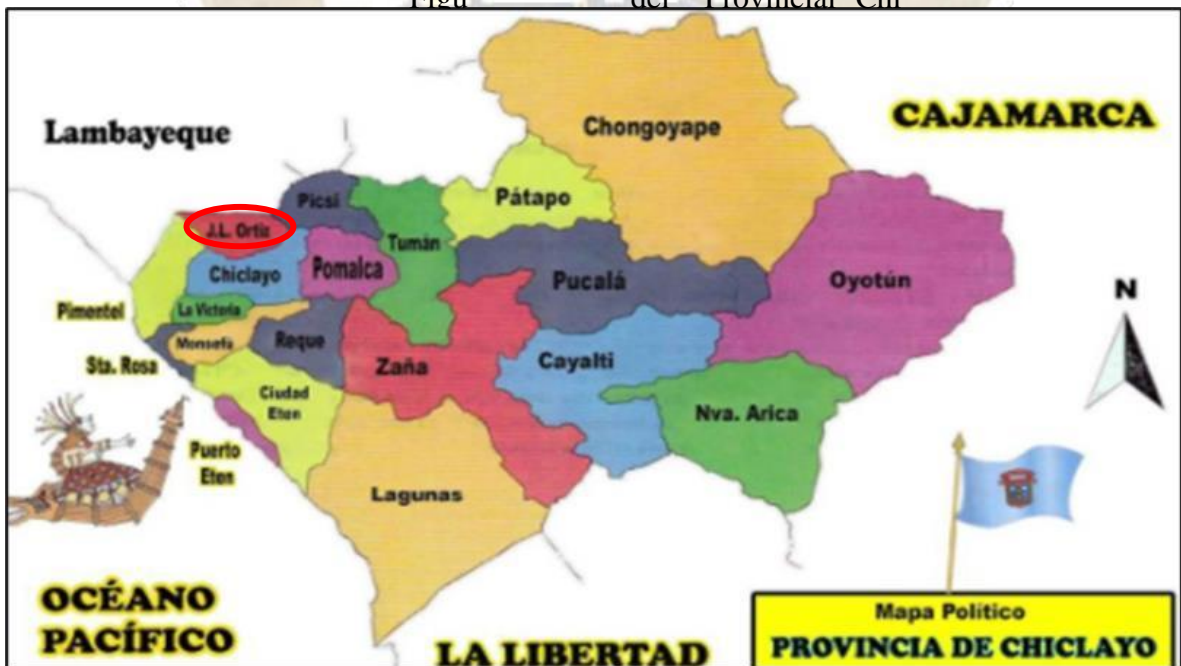 Lambayeque
CAJAMARCA
Chongoyape
Picsi
Pátapo
J.L. Ortiz
Tumán
Chiclayo
Pomalca
Pucalá
Oyotún
N
Pimentel
La Victoria
Monsefú
Reque
Sta. Rosa
Zaña
Cayalti
Ciudad
Eten
Nva. Arica
Puerto
Eten
Lagunas
OCÉANO
PACÍFICO
LA LIBERTAD
Mapa Político
PROVINCIA DE CHICLAYO